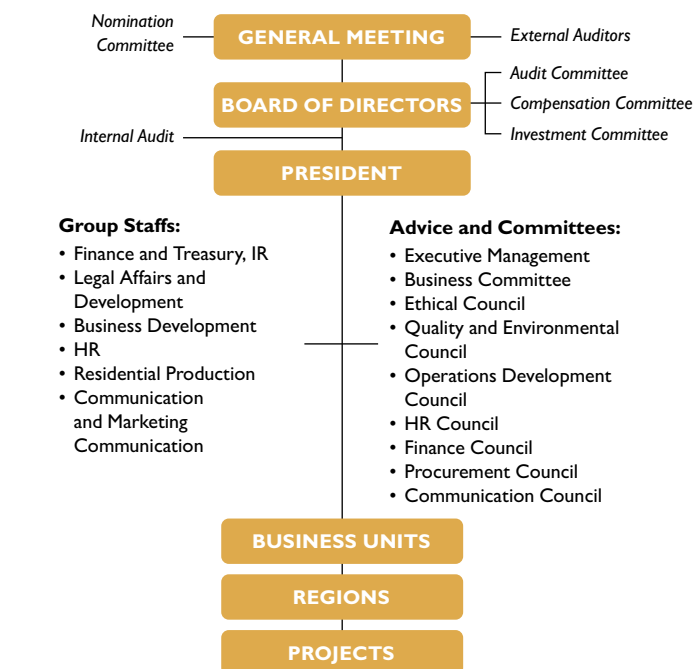 Nomination
Committee
GENERAL MEETING
External Auditors
Audit Committee
BOARD OF DIRECTORS
Compensation Committee
Investment Committee
Internal Audit
PRESIDENT
Group Staffs:
• Finance and Treasury, IR
• Legal Affairs and
Development
• Business Development
• HR
• Residential Production
• Communication
and Marketing
Communication
Advice and Committees:
• Executive Management
• Business Committee
• Ethical Council
• Quality and Environmental
Council
• Operations Development
Council
• HR Council
• Finance Council
• Procurement Council
• Communication Council
BUSINESS UNITS
REGIONS
PROJECTS